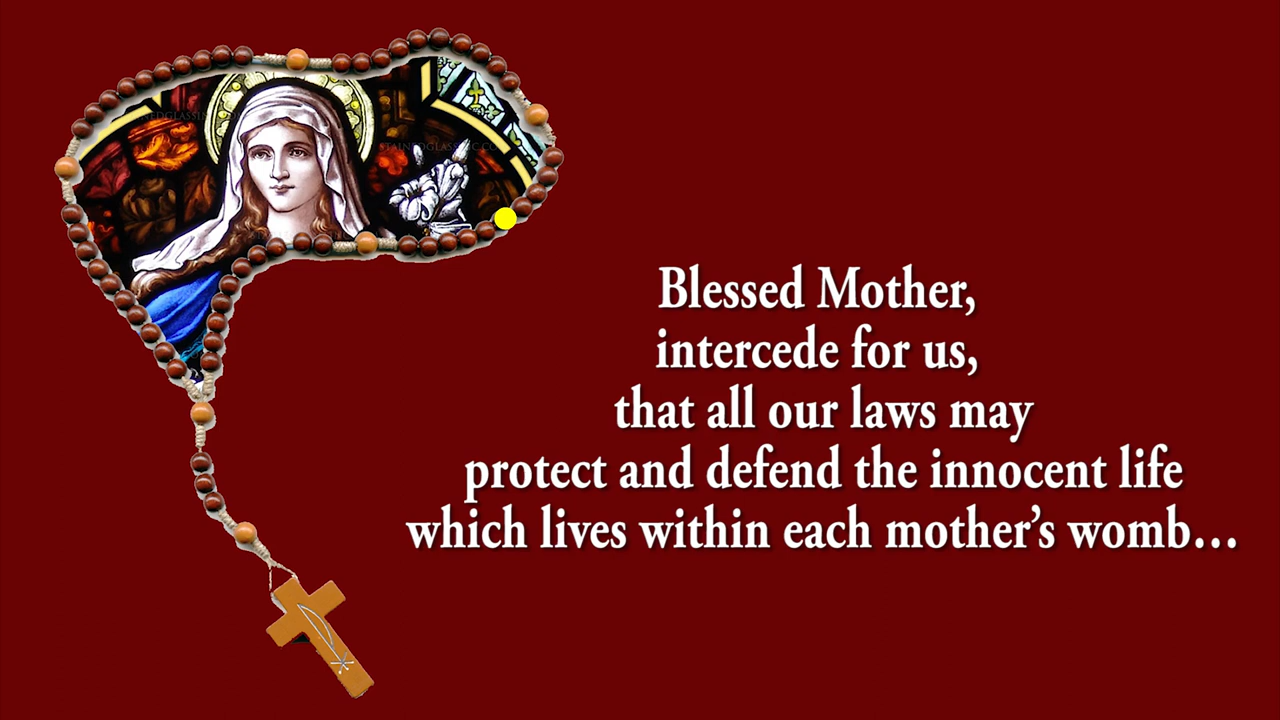 Blessed Mother,
intercede for us,
that all our laws may
protect and defend the innocent life
which lives within each mother’s womb…